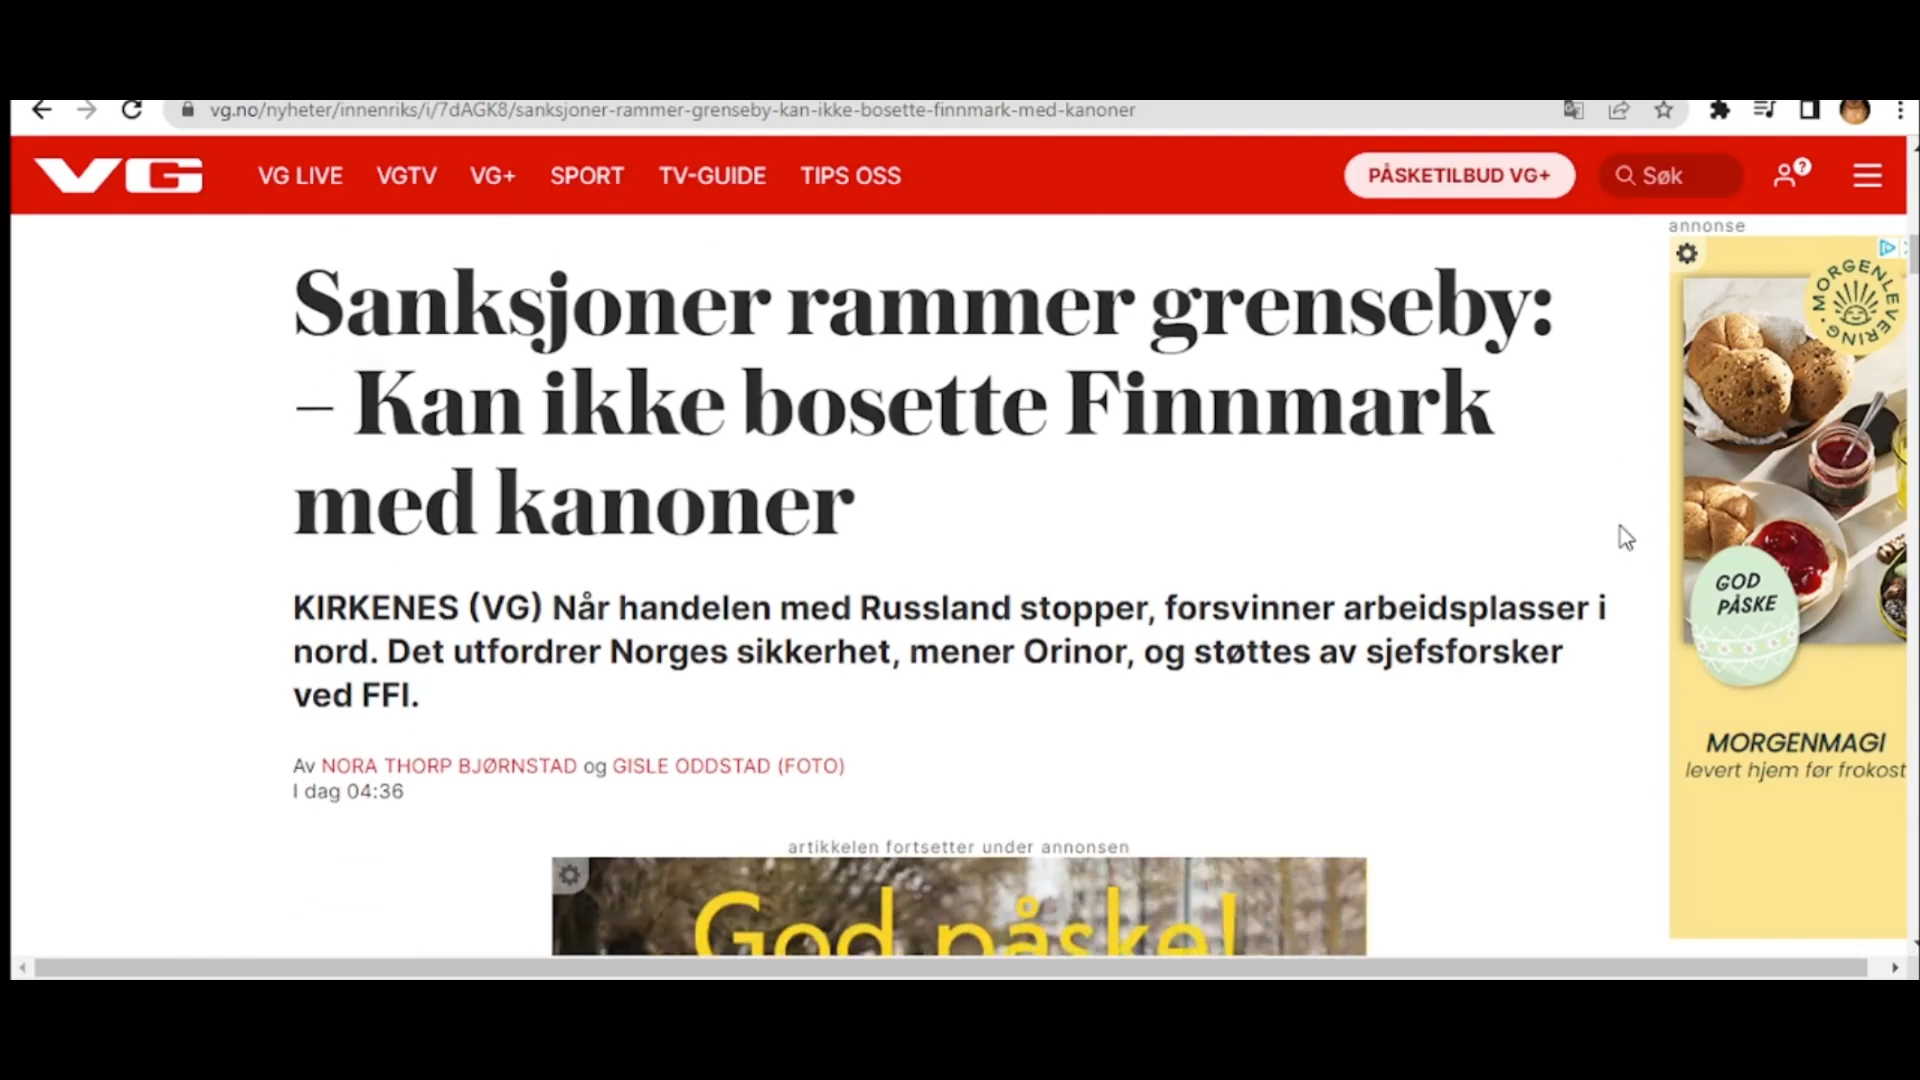 vg.no/nyheter/innenriks/i/7dAGK8/sanksjoner-rammer-grenseby-kan-ikke-bosette-finnmark-med-kanoner
VG VG LIVE VGTV VG+ SPORT TV-GUIDE TIPS OSS PÅSKETILBUD VG+ Søk
annonse
Sanksjoner rammer grenseby:
– Kan ikke bosette Finnmark
med kanoner
KIRKENES (VG) Når handelen med Russland stopper, forsvinner arbeidsplasser i
nord. Det utfordrer Norges sikkerhet, mener Orinor, og støttes av sjefsforsker
ved FFI.
Av NORA THORP BJØRNSTAD og GISLE ODDSTAD (FOTO)
I dag 04:36
artikkelen fortsetter under annonsen
God påske!
MORGENLEVERING
GOD
PÅSKE
MORGENMAGI
levert hjem før frokost